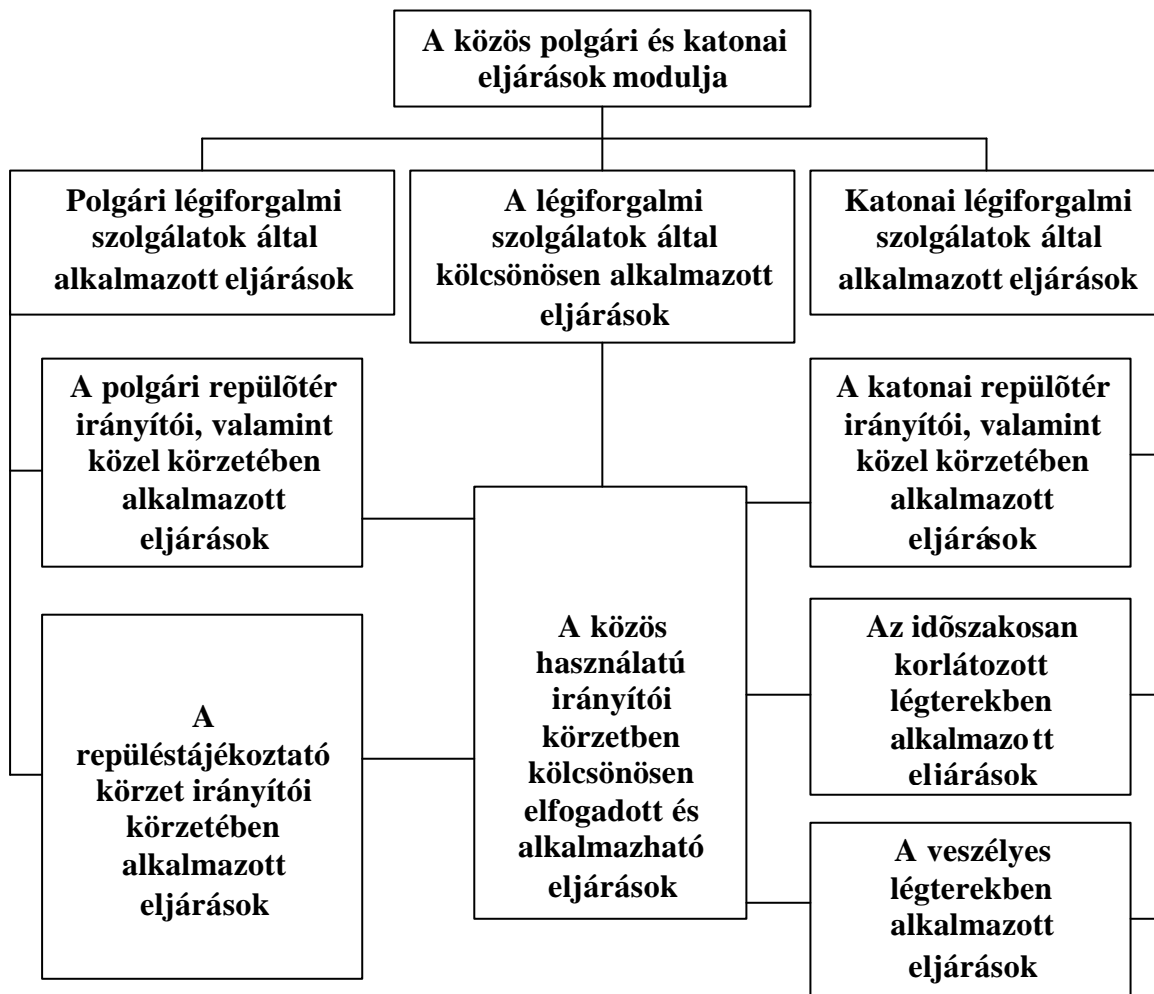 A közös polgári és katonai
eljárások modulja
Polgári légiforgalmi
szolgálatok által
alkalmazott eljárások
A légiforgalmi
szolgálatok által
kölcsönösen alkalmazott
eljárások
Katonai légiforgalmi
szolgálatok által
alkalmazott eljárások
A polgári repülõtér
irányítói, valamint
közel körzetében
alkalmazott
eljárások
A katonai repülõtér
irányítói, valamint
közel körzetében
alkalmazott
eljárások
A
repüléstájékoztató
körzet irányítói
körzetében
alkalmazott
eljárások
A közös
használatú
irányítói
körzetben
kölcsönösen
elfogadott és
alkalmazható
eljárások
Az idõszakosan
korlátozott
légterekben
alkalmazott
eljárások
A veszélyes
légterekben
alkalmazott
eljárások